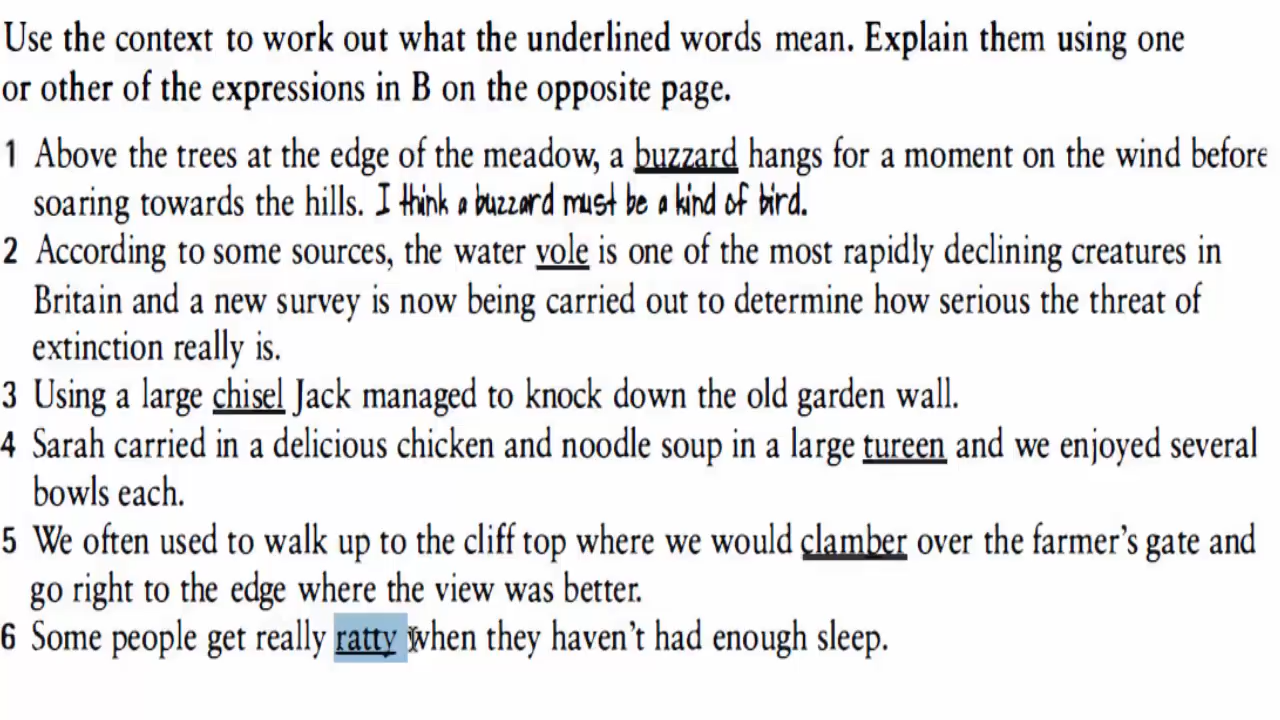 Use the context to work out what the underlined words mean. Explain them using one
or other of the expressions in B on the opposite page.
1 Above the trees at the edge of the meadow, a buzzard hangs for a moment on the wind before
soaring towards the hills. I think a buzzard must be a kind of bird.
2 According to some sources, the water vole is one of the most rapidly declining creatures in
Britain and a new survey is now being carried out to determine how serious the threat of
extinction really is.
3 Using a large chisel Jack managed to knock down the old garden wall.
4 Sarah carried in a delicious chicken and noodle soup in a large tureen and we enjoyed several
bowls each.
5 We often used to walk up to the cliff top where we would clamber over the farmer's gate and
go right to the edge where the view was better.
6 Some people get really ratty when they haven't had enough sleep.